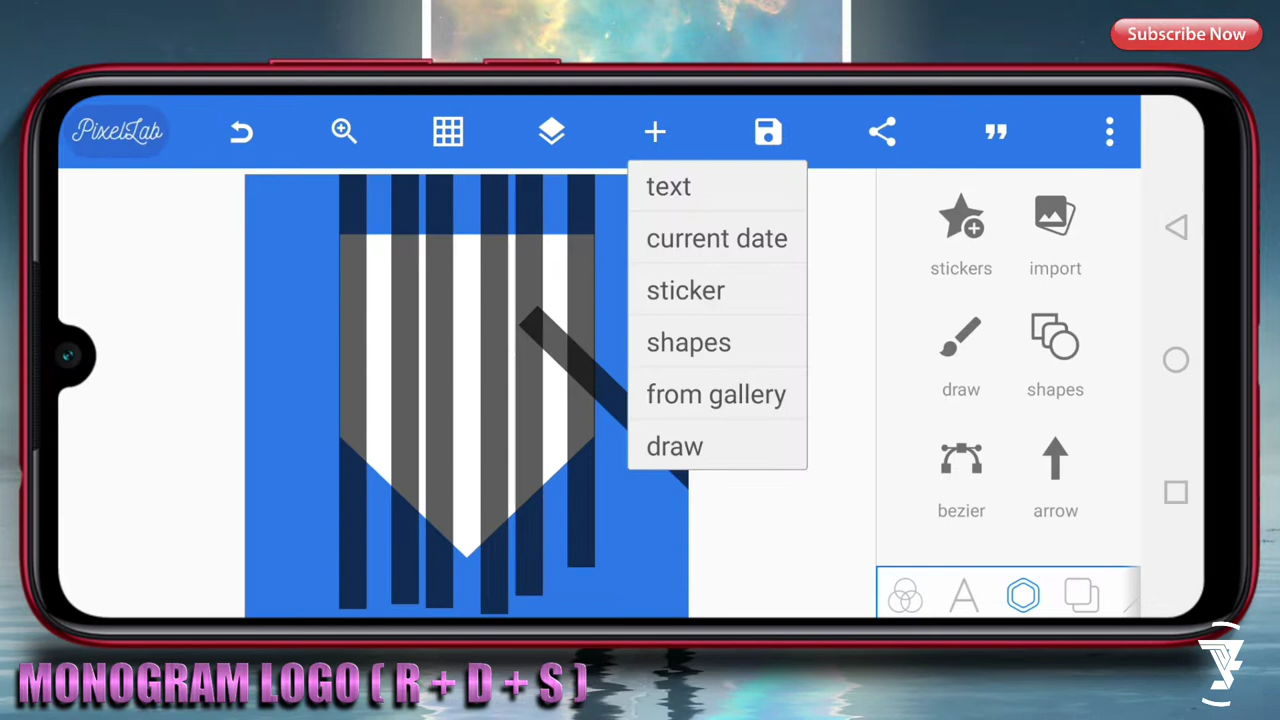 Subscribe Now
PixelLab
text
current date
sticker
shapes
from gallery
draw
stickers
import
draw
shapes
bezier
arrow
MONOGRAM LOGO ( R + D + S )